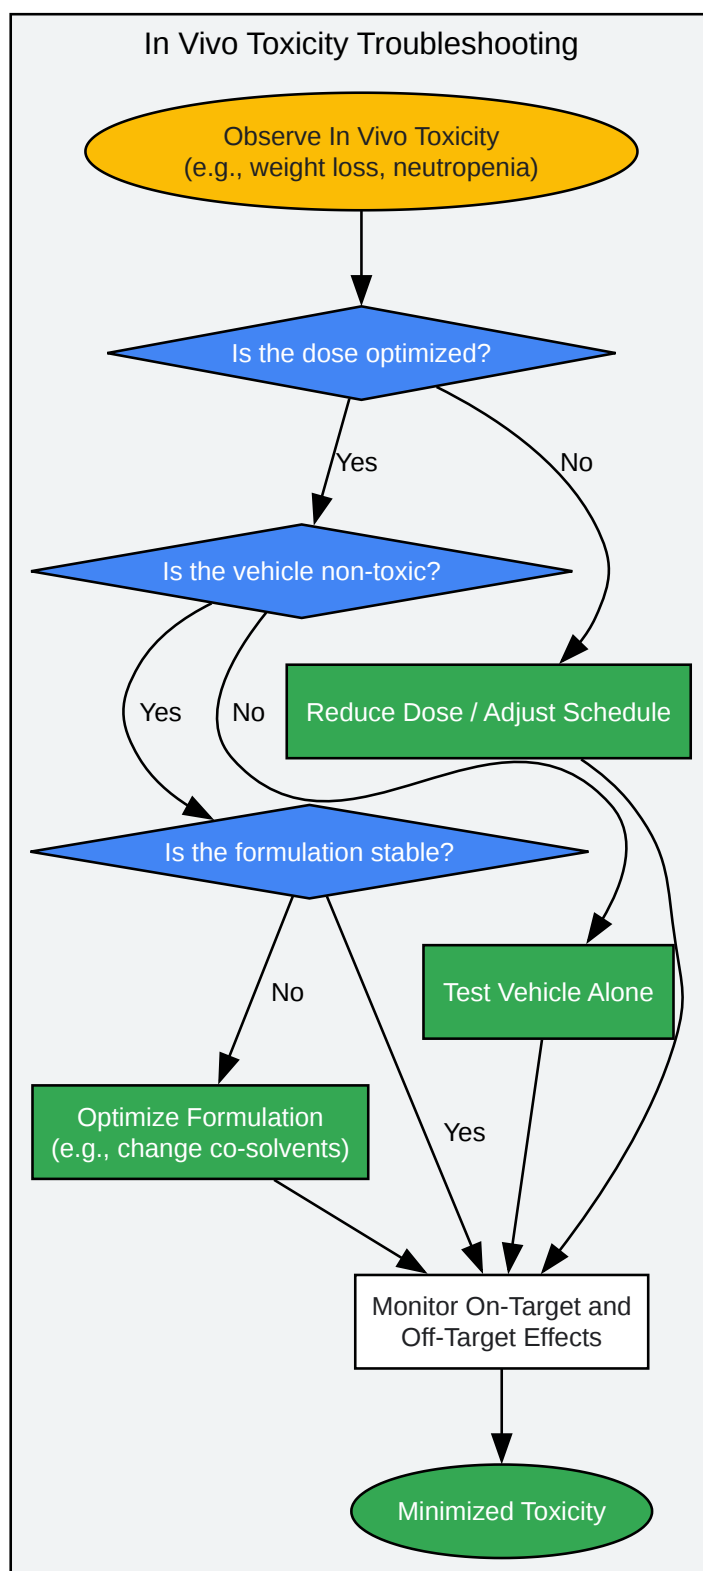 In Vivo Toxicity Troubleshooting
Observe In Vivo Toxicity
(e.g., weight loss, neutropenia)
Is the dose optimized?
Yes
No
Is the vehicle non-toxic?
Yes
No
Reduce Dose / Adjust Schedule
Is the formulation stable?
No
Test Vehicle Alone
Optimize Formulation
(e.g., change co-solvents)
Yes
Monitor On-Target and
Off-Target Effects
Minimized Toxicity